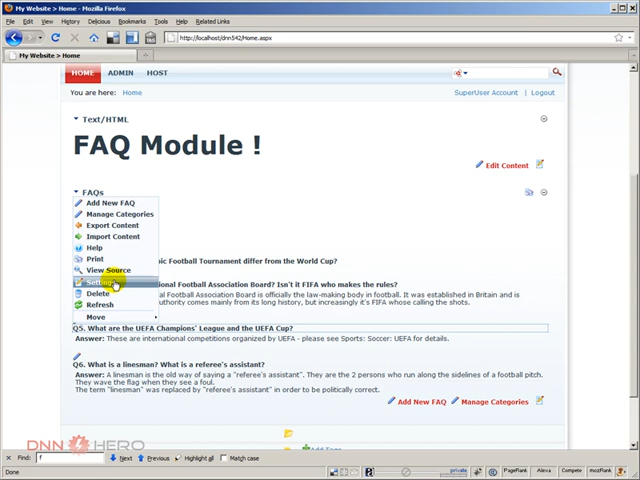 My Website > Home - Mozilla Firefox
File Edit View History Delicious Bookmarks Tools Help Related Links
http://localhost/dnn542/Home.aspx
My Website > Home
HOME ADMIN HOST
You are here: Home SuperUser Account | Logout
Text/HTML
FAQ Module !
Edit Content
FAQs
Add New FAQ
Manage Categories
Export Content
Import Content
Help
Print
View Source
Settings
Delete
Refresh
Move
pic Football Tournament differ from the World Cup?
ional Football Association Board? Isn't it FIFA who makes the rules?
al Football Association Board is officially the law-making body in football. It was established in Britain and is
authority comes mainly from its long history, but increasingly it's FIFA whose calling the shots.
Q5. What are the UEFA Champions' League and the UEFA Cup?
Answer: These are international competitions organized by UEFA - please see Sports: Soccer: UEFA for details.
Q6. What is a linesman? What is a referee's assistant?
Answer: A linesman is the old way of saying a "referee's assistant". They are the 2 persons who run along the sidelines of a football pitch.
They wave the flag when they see a foul.
The term "linesman" was replaced by "referee's assistant" in order to be politically correct.
Add New FAQ Manage Categories
Add Tags
DNN HERO
Find: f Next Previous Highlight all Match case
Done private PageRank Alexa Compete mozRank